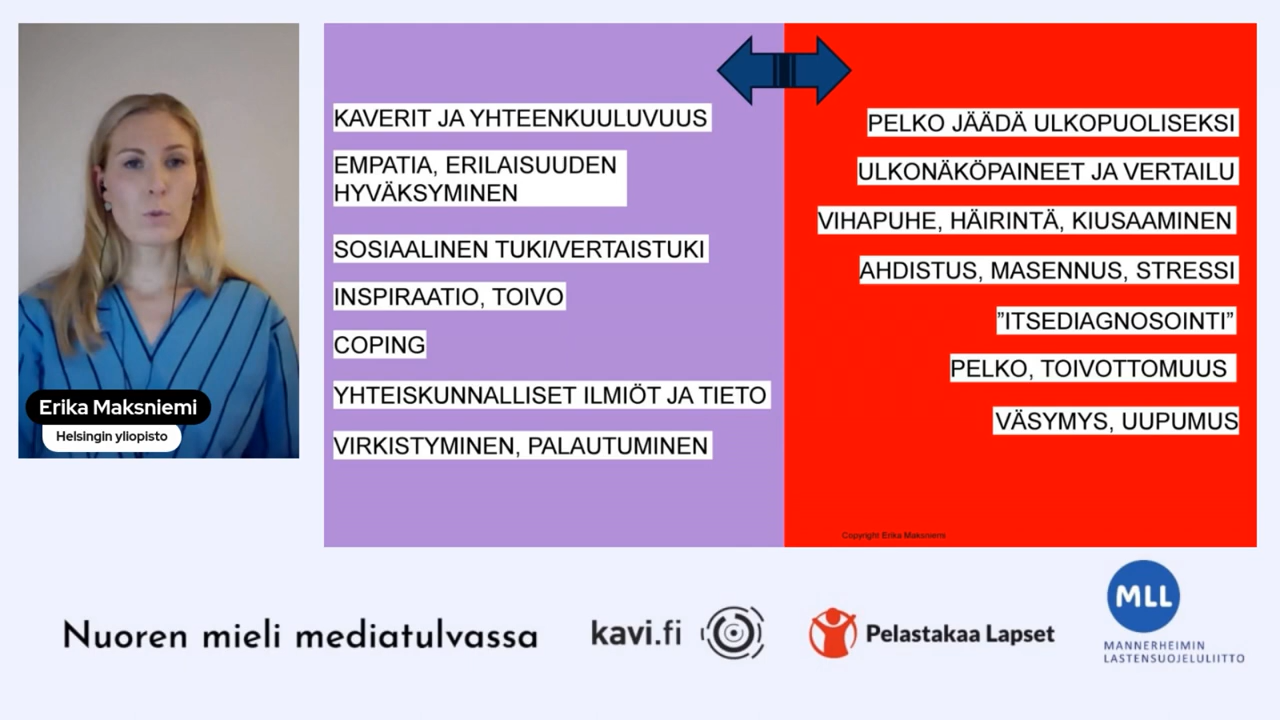 Erika Maksniemi
Helsingin yliopisto
KAVERIT JA YHTEENKUULUVUUS
EMPATIA, ERILAISUUDEN
HYVÄKSYMINEN
SOSIAALINEN TUKI/VERTAISTUKI
INSPIRAATIO, TOIVO
COPING
YHTEISKUNNALLISET ILMIÖT JA TIETO
VIRKISTYMINEN, PALAUTUMINEN
PELKO JÄÄDÄ ULKOPUOLISEKSI
ULKONÄKÖPAINEET JA VERTAILU
VIHAPUHE, HÄIRINTÄ, KIUSAAMINEN
AHDISTUS, MASENNUS, STRESSI
”ITSEDIAGNOSOINTI”
PELKO, TOIVOTTOMUUS
VÄSYMYS, UUPUMUS
Copyright Erika Maksniemi
Nuoren mieli mediatulvassa
kavi.fi
Pelastakaa Lapset
MLL
MANNERHEIMIN
LASTENSUOJELULIITTO